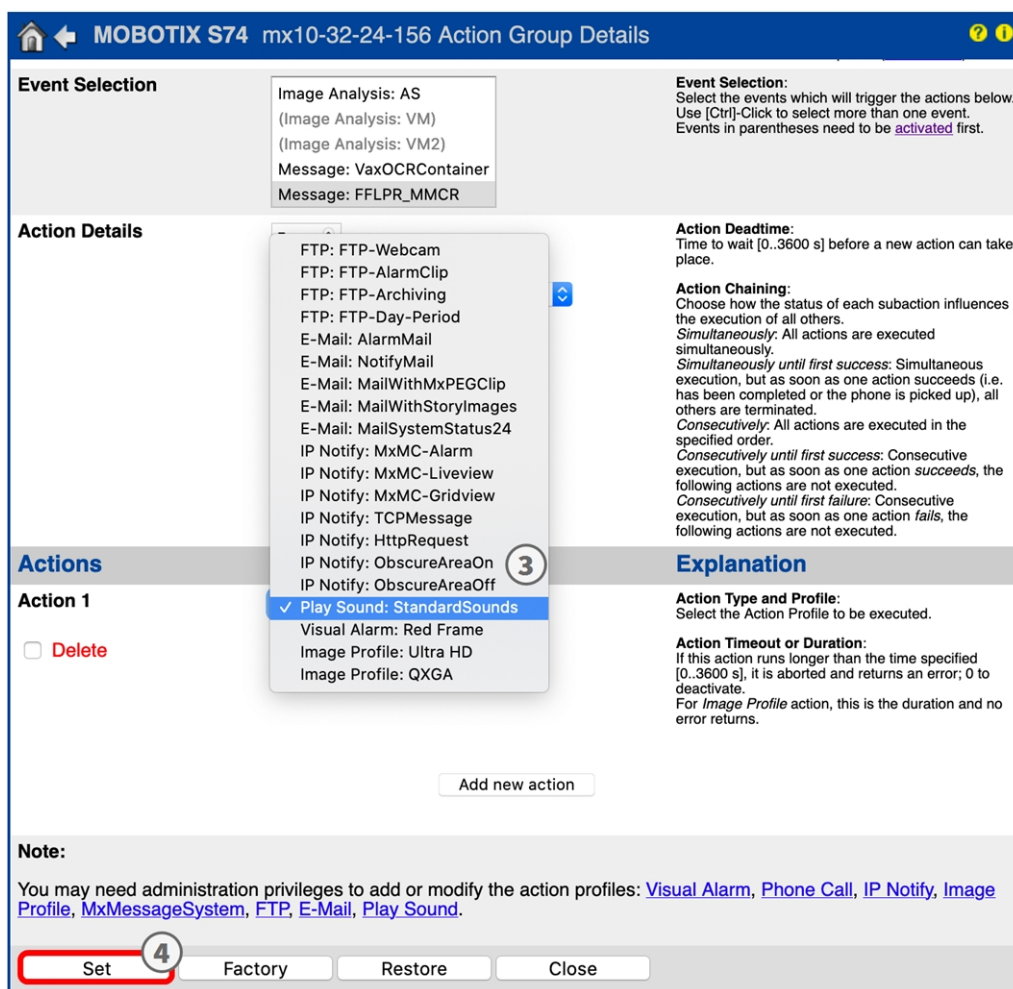 MOBOTIX S74 mx10-32-24-156 Action Group Details
? i
Event Selection
Image Analysis: AS
(Image Analysis: VM)
(Image Analysis: VM2)
Message: VaxOCRContainer
Message: FFLPR_MMCR
Event Selection:
Select the events which will trigger the actions below.
Use [Ctrl]-Click to select more than one event.
Events in parentheses need to be activated first.
Action Details
FTP: FTP-Webcam
FTP: FTP-AlarmClip
FTP: FTP-Archiving
FTP: FTP-Day-Period
E-Mail: AlarmMail
E-Mail: NotifyMail
E-Mail: MailWithMxPEGClip
E-Mail: MailWithStoryImages
E-Mail: MailSystemStatus24
IP Notify: MxMC-Alarm
IP Notify: MxMC-Liveview
IP Notify: MxMC-Gridview
IP Notify: TCPMessage
IP Notify: HttpRequest
IP Notify: ObscureAreaOn
IP Notify: ObscureAreaOff
✓ Play Sound: StandardSounds
Visual Alarm: Red Frame
Image Profile: Ultra HD
Image Profile: QXGA
3
Action Deadtime:
Time to wait [0..3600 s] before a new action can take
place.
Action Chaining:
Choose how the status of each subaction influences
the execution of all others.
Simultaneously: All actions are executed
simultaneously.
Simultaneously until first success: Simultaneous
execution, but as soon as one action succeeds (i.e.
has been completed or the phone is picked up), all
others are terminated.
Consecutively: All actions are executed in the
specified order.
Consecutively until first success: Consecutive
execution, but as soon as one action succeeds, the
following actions are not executed.
Consecutively until first failure: Consecutive
execution, but as soon as one action fails, the
following actions are not executed.
Actions
Explanation
Action 1
Delete
Action Type and Profile:
Select the Action Profile to be executed.
Action Timeout or Duration:
If this action runs longer than the time specified
[0..3600 s], it is aborted and returns an error; 0 to
deactivate.
For Image Profile action, this is the duration and no
error returns.
Add new action
Note:
You may need administration privileges to add or modify the action profiles: Visual Alarm, Phone Call, IP Notify, Image
Profile, MxMessageSystem, FTP, E-Mail, Play Sound.
4
Set
Factory
Restore
Close